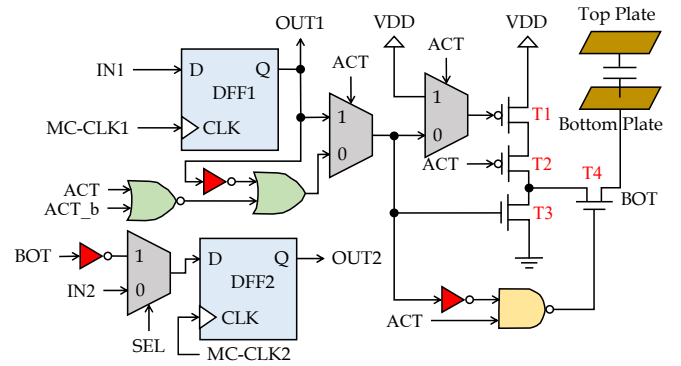 OUT1
VDD
VDD
Top Plate
ACT
ACT
IN1
D
Q
DFF1
1
1
T1
Bottom Plate
MC-CLK1
CLK
0
0
ACT
T2
T4
ACT
ACT_b
BOT
T3
BOT
1
D
Q
OUT2
DFF2
IN2
0
CLK
ACT
SEL
MC-CLK2